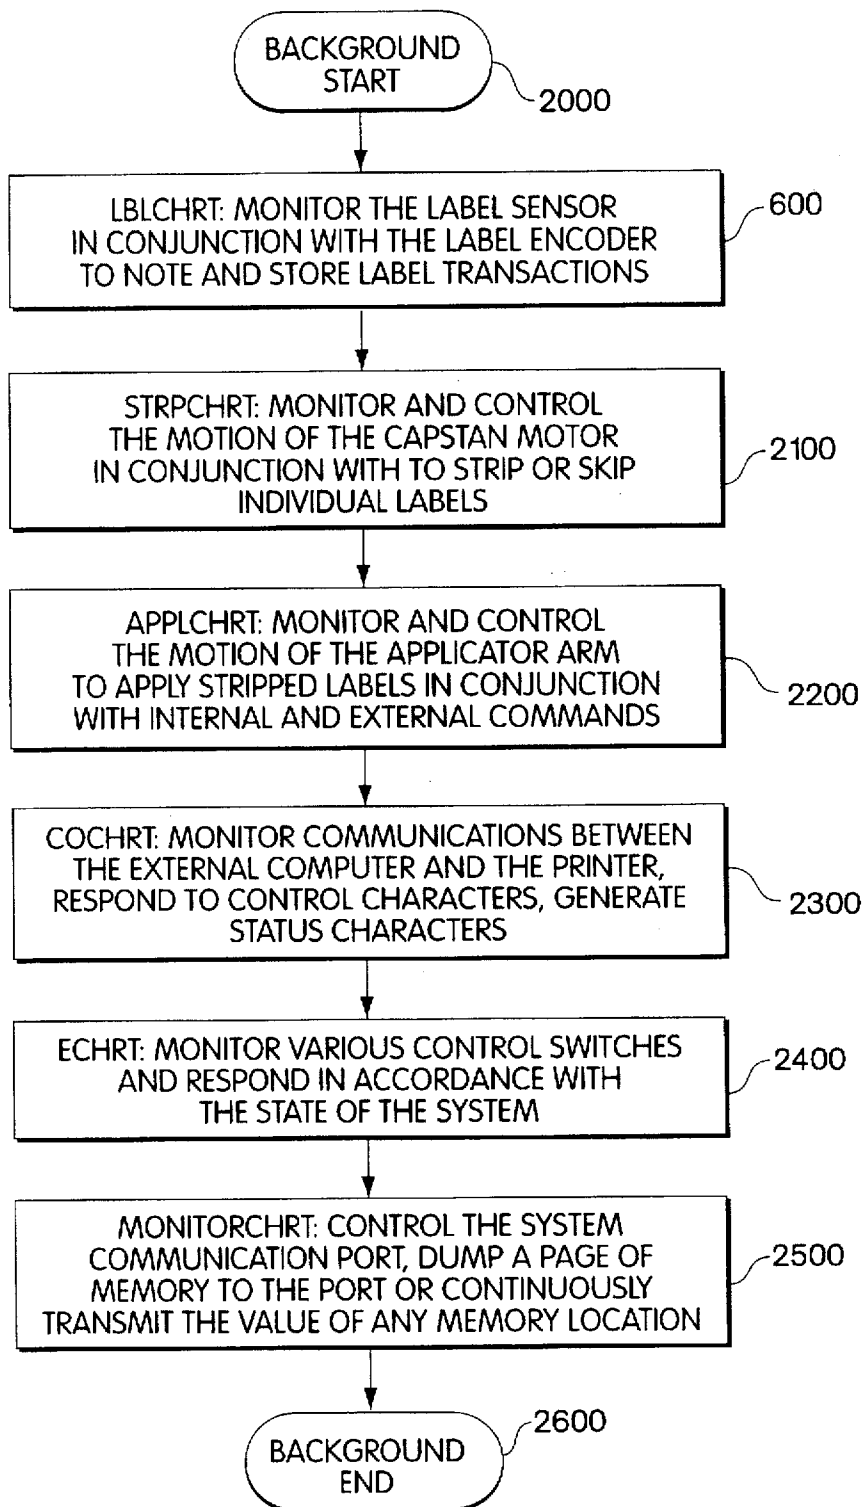 BACKGROUND
START
2000
LBLCHRT: MONITOR THE LABEL SENSOR
IN CONJUNCTION WITH THE LABEL ENCODER
TO NOTE AND STORE LABEL TRANSACTIONS
600
STRPCHRT: MONITOR AND CONTROL
THE MOTION OF THE CAPSTAN MOTOR
IN CONJUNCTION WITH TO STRIP OR SKIP
INDIVIDUAL LABELS
2100
APPLCHRT: MONITOR AND CONTROL
THE MOTION OF THE APPLICATOR ARM
TO APPLY STRIPPED LABELS IN CONJUNCTION
WITH INTERNAL AND EXTERNAL COMMANDS
2200
COCHRT: MONITOR COMMUNICATIONS BETWEEN
THE EXTERNAL COMPUTER AND THE PRINTER,
RESPOND TO CONTROL CHARACTERS, GENERATE
STATUS CHARACTERS
2300
ECHRT: MONITOR VARIOUS CONTROL SWITCHES
AND RESPOND IN ACCORDANCE WITH
THE STATE OF THE SYSTEM
2400
MONITORCHRT: CONTROL THE SYSTEM
COMMUNICATION PORT, DUMP A PAGE OF
MEMORY TO THE PORT OR CONTINUOUSLY
TRANSMIT THE VALUE OF ANY MEMORY LOCATION
2500
BACKGROUND
END
2600